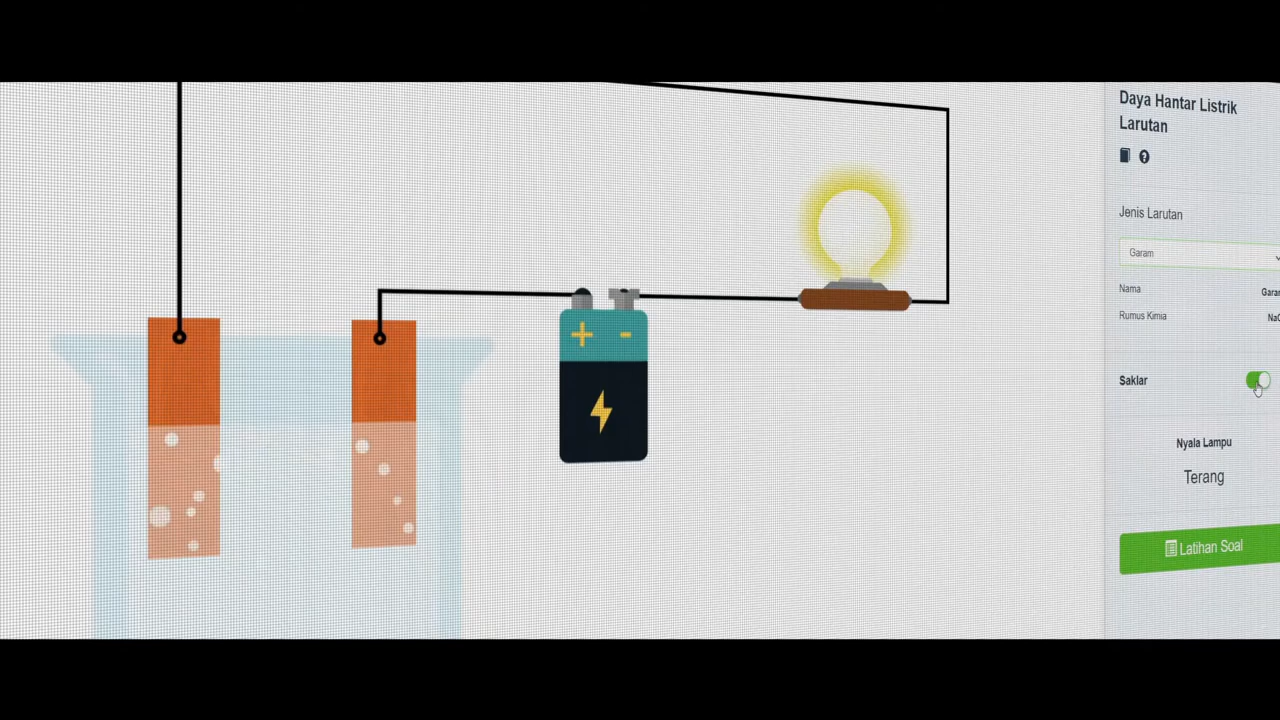 Daya Hantar Listrik
Larutan
Jenis Larutan
Garam
Nama
Rumus Kimia
Saklar
Nyala Lampu
Terang
Latihan Soal
+ -